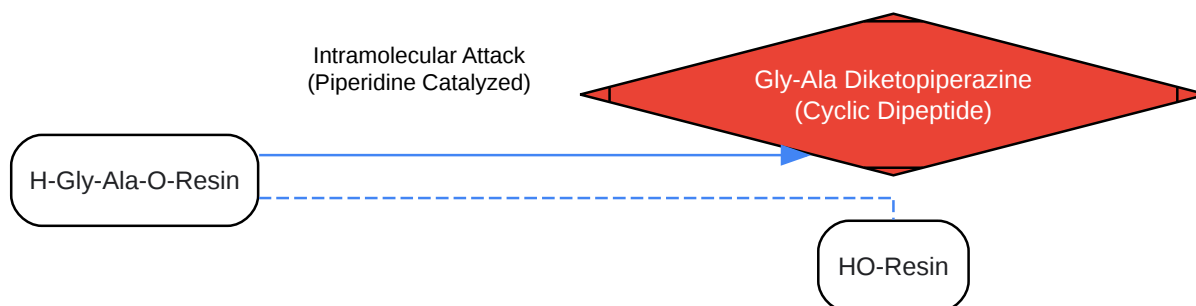 Intramolecular Attack
(Piperidine Catalyzed)
Gly-Ala Diketopiperazine
(Cyclic Dipeptide)
H-Gly-Ala-O-Resin
HO-Resin